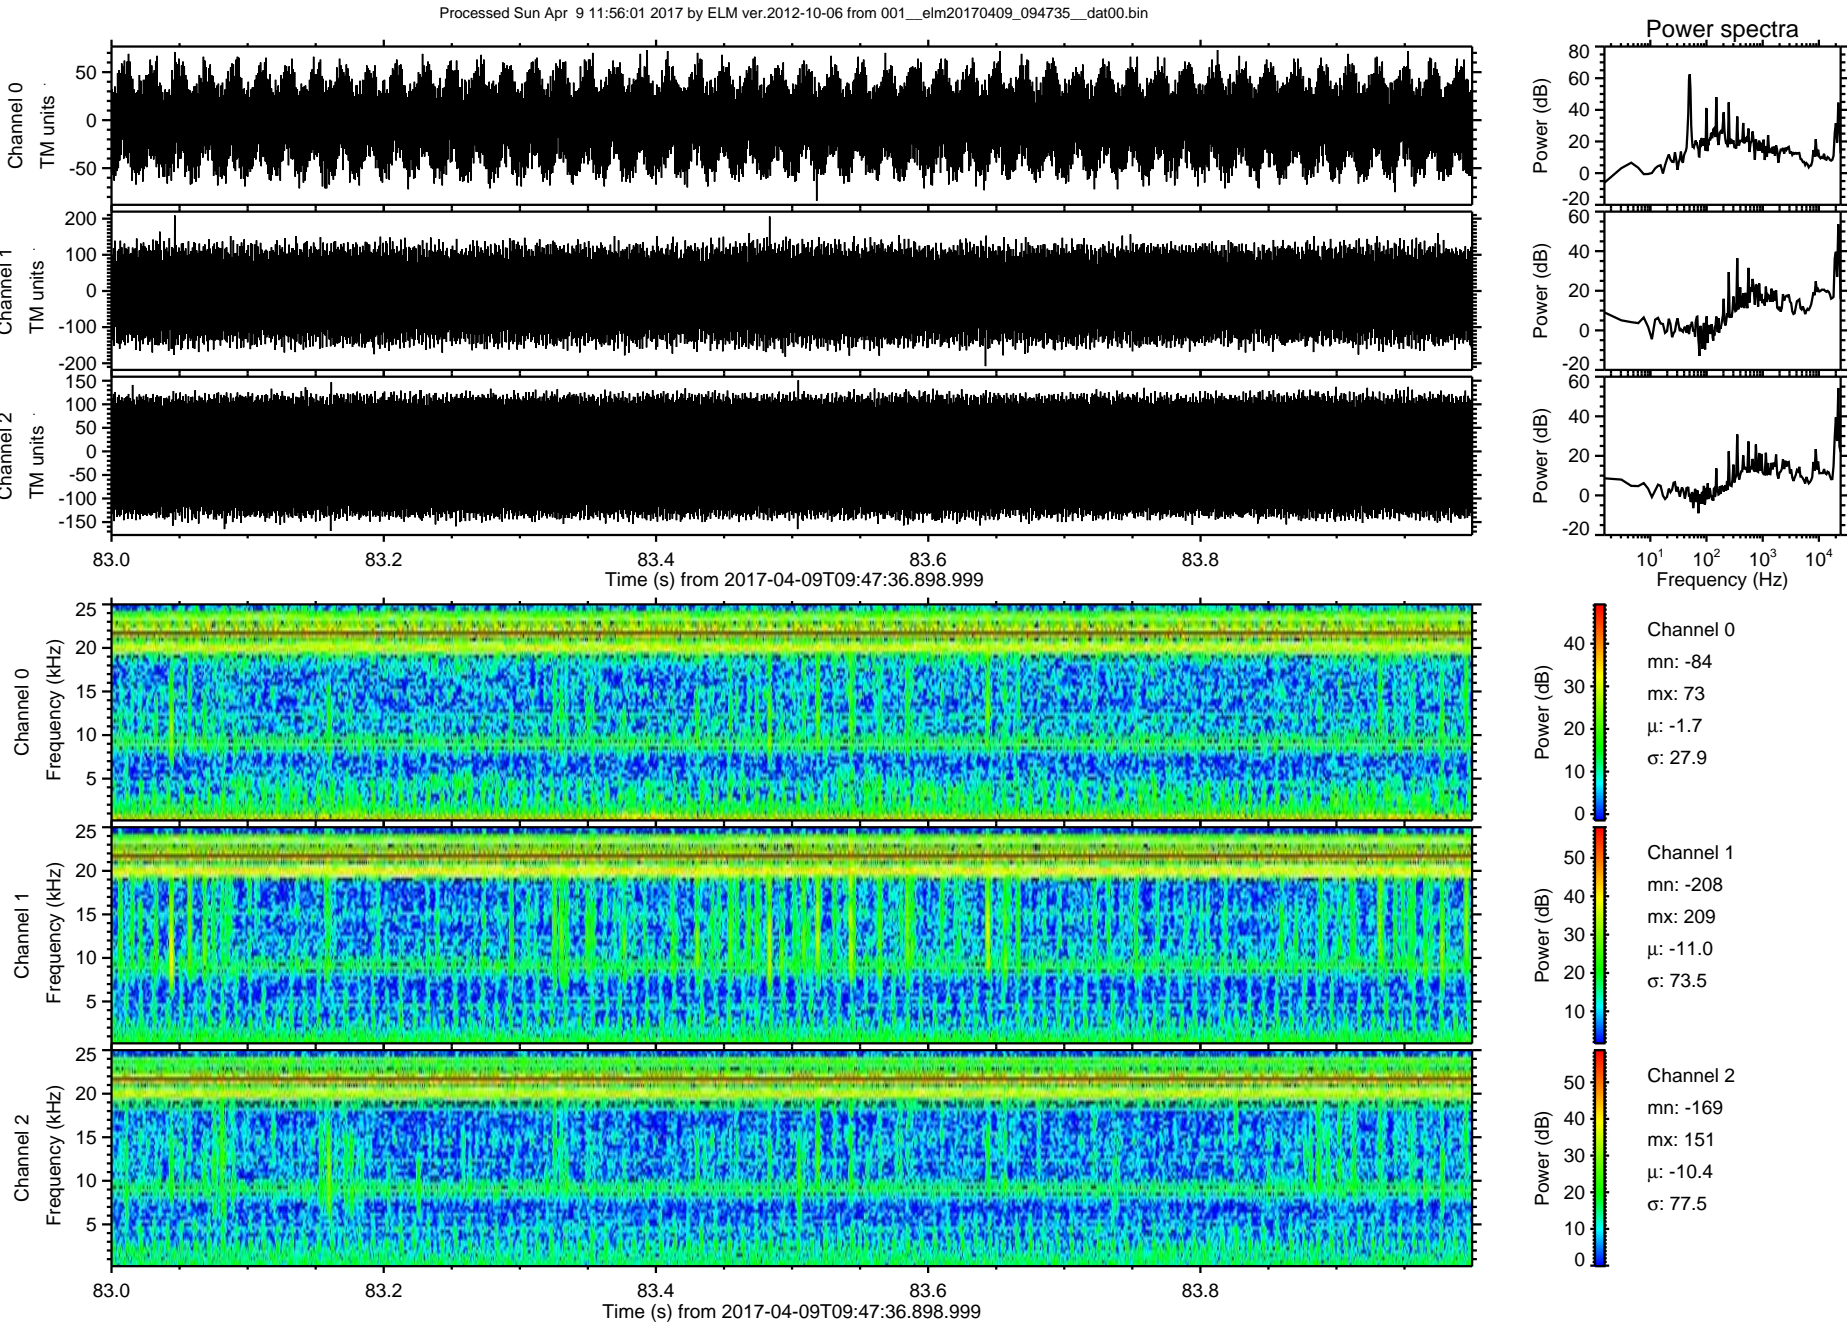 Processed Sun Apr  9 11:56:01 2017 by ELM ver.2012-10-06 from 001__elm20170409_094735__dat00.bin
Power spectra
Channel 0
TM units
50
0
-50
Power (dB)
80
60
40
20
0
-20
Channel 1
TM units
200
100
0
-100
-200
Power (dB)
60
40
20
0
-20
Channel 2
TM units
150
100
50
0
-50
-100
-150
Power (dB)
60
40
20
0
-20
83.0 83.2 83.4 83.6 83.8
Time (s) from 2017-04-09T09:47:36.898.999
10¹ 10² 10³ 10⁴
Frequency (Hz)
Channel 0
Frequency (kHz)
25
20
15
10
5
Power (dB)
40
30
20
10
0
Channel 0
mn: -84
mx: 73
μ: -1.7
σ: 27.9
Channel 1
Frequency (kHz)
25
20
15
10
5
Power (dB)
50
40
30
20
10
Channel 1
mn: -208
mx: 209
μ: -11.0
σ: 73.5
Channel 2
Frequency (kHz)
25
20
15
10
5
Power (dB)
50
40
30
20
10
0
Channel 2
mn: -169
mx: 151
μ: -10.4
σ: 77.5
83.0 83.2 83.4 83.6 83.8
Time (s) from 2017-04-09T09:47:36.898.999